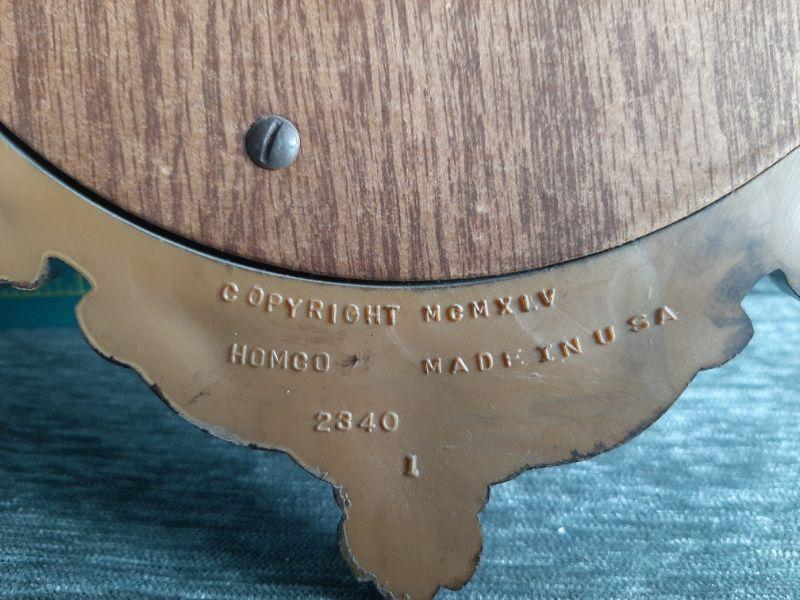 COPYRIGHT MCMXLV
HOMCO MADE IN USA
2340
1